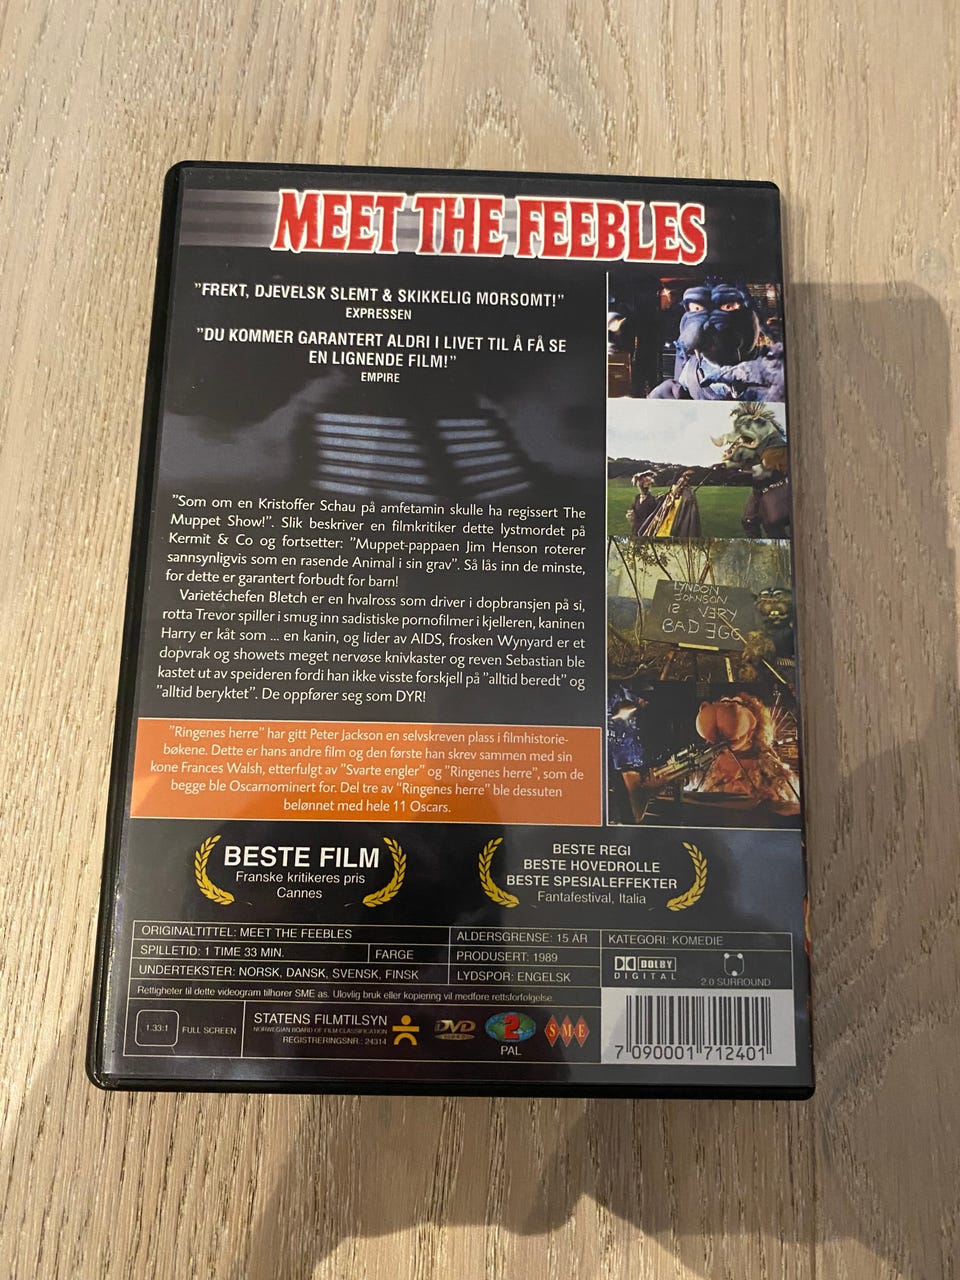 MEET THE FEEBLES
"FREKT, DJEVELSK SLEMT & SKIKKELIG MORSOMT!"
EXPRESSEN
"DU KOMMER GARANTERT ALDRI I LIVET TIL Å FÅ SE
EN LIGNENDE FILM!"
EMPIRE
"Som om en Kristoffer Schau på amfetamin skulle ha regissert The
Muppet Show!". Slik beskriver en filmkritiker dette lystmordet på
Kermit & Co og fortsetter: "Muppet-pappaen Jim Henson roterer
sannsynligvis som en rasende Animal i sin grav". Så lås inn de minste,
for dette er garantert forbudt for barn!
Varietéchefen Bletch er en hvalross som driver i dopbransjen på si,
rotta Trevor spiller i smug inn sadistiske pornofilmer i kjelleren, kaninen
Harry er kåt som ... en kanin, og lider av AIDS, frosken Wynyard er et
dopvrak og showets meget nervøse knivkaster og reven Sebastian ble
kastet ut av speideren fordi han ikke visste forskjell på "alltid beredt" og
"alltid beryktet". De oppfører seg som DYR!
LYNDON
JOHNSON
IS VERY
BAD EGG
"Ringenes herre" har gitt Peter Jackson en selvskreven plass i filmhistorie-
bøkene. Dette er hans andre film og den første han skrev sammen med sin
kone Frances Walsh, etterfulgt av "Svarte engler" og "Ringenes herre", som de
begge ble Oscarnominert for. Del tre av "Ringenes herre" ble dessuten
belønnet med hele 11 Oscars.
BESTE FILM
Franske kritikeres pris
Cannes
BESTE REGI
BESTE HOVEDROLLE
BESTE SPESIALEFFEKTER
Fantafestival, Italia
ORIGINALTITTEL: MEET THE FEEBLES
SPILLETID: 1 TIME 33 MIN.
FARGE
UNDERTEKSTER: NORSK, DANSK, SVENSK, FINSK
ALDERSGRENSE: 15 ÅR
PRODUSERT: 1989
LYDSPOR: ENGELSK
KATEGORI: KOMEDIE
DOLBY
DIGITAL
2.0 SURROUND
Rettigheter til dette videogram tilhører SME as. Ulovlig bruk eller kopiering vil medføre rettsforfølgelse.
1.33:1
FULL SCREEN
STATENS FILMTILSYN
NORWEGIAN BOARD OF FILM CLASSIFICATION
REGISTRERINGSNR.: 24314
DVD
VIDEO
2
PAL
SME
7 090001 712401